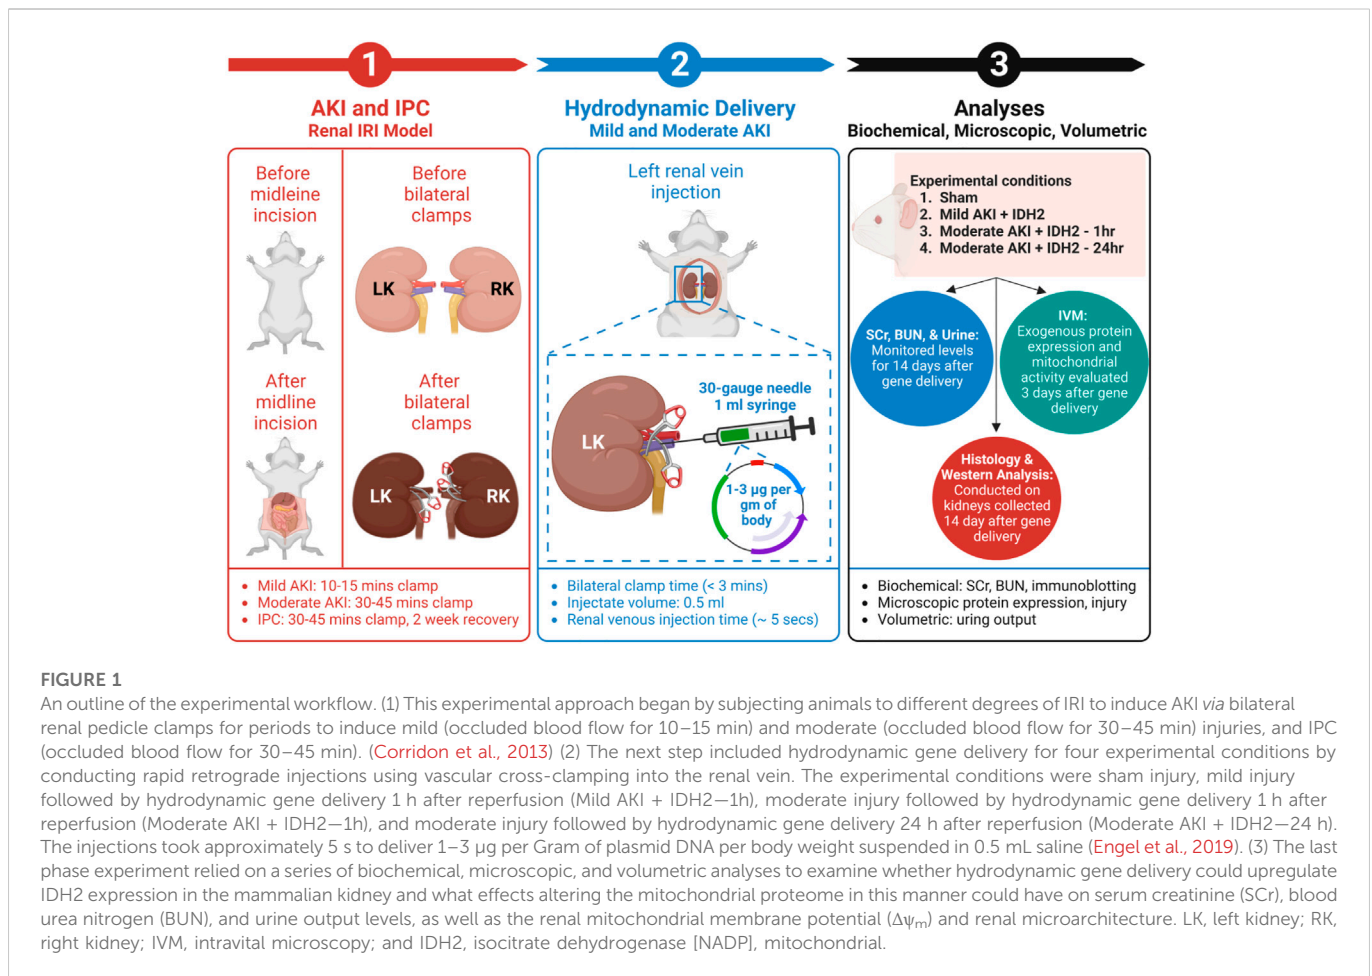 1
AKI and IPC
Renal IRI Model
Before
midleine
incision
Before
bilateral
clamps
LK
RK
After
midline
incision
After
bilateral
clamps
LK
RK
• Mild AKI: 10-15 mins clamp
• Moderate AKI: 30-45 mins clamp
• IPC: 30-45 mins clamp, 2 week recovery
2
Hydrodynamic Delivery
Mild and Moderate AKI
Left renal vein
injection
30-gauge needle
1 ml syringe
LK
1-3 µg per
gm of
body
• Bilateral clamp time (< 3 mins)
• Injectate volume: 0.5 ml
• Renal venous injection time (~ 5 secs)
3
Analyses
Biochemical, Microscopic, Volumetric
Experimental conditions
1. Sham
2. Mild AKI + IDH2
3. Moderate AKI + IDH2 - 1hr
4. Moderate AKI + IDH2 - 24hr
SCr, BUN, & Urine:
Monitored levels
for 14 days after
gene delivery
IVM:
Exogenous protein
expression and
mitochondrial
activity evaluated
3 days after gene
delivery
Histology &
Western Analysis:
Conducted on
kidneys collected
14 day after gene
delivery
• Biochemical: SCr, BUN, immunoblotting
• Microscopic protein expression, injury
• Volumetric: uring output
FIGURE 1
An outline of the experimental workflow. (1) This experimental approach began by subjecting animals to different degrees of IRI to induce AKI via bilateral
renal pedicle clamps for periods to induce mild (occluded blood flow for 10–15 min) and moderate (occluded blood flow for 30–45 min) injuries, and IPC
(occluded blood flow for 30–45 min). (Corridon et al., 2013) (2) The next step included hydrodynamic gene delivery for four experimental conditions by
conducting rapid retrograde injections using vascular cross-clamping into the renal vein. The experimental conditions were sham injury, mild injury
followed by hydrodynamic gene delivery 1 h after reperfusion (Mild AKI + IDH2—1h), moderate injury followed by hydrodynamic gene delivery 1 h after
reperfusion (Moderate AKI + IDH2—1h), and moderate injury followed by hydrodynamic gene delivery 24 h after reperfusion (Moderate AKI + IDH2—24 h).
The injections took approximately 5 s to deliver 1–3 µg per Gram of plasmid DNA per body weight suspended in 0.5 mL saline (Engel et al., 2019). (3) The last
phase experiment relied on a series of biochemical, microscopic, and volumetric analyses to examine whether hydrodynamic gene delivery could upregulate
IDH2 expression in the mammalian kidney and what effects altering the mitochondrial proteome in this manner could have on serum creatinine (SCr), blood
urea nitrogen (BUN), and urine output levels, as well as the renal mitochondrial membrane potential (Δψm) and renal microarchitecture. LK, left kidney; RK,
right kidney; IVM, intravital microscopy; and IDH2, isocitrate dehydrogenase [NADP], mitochondrial.